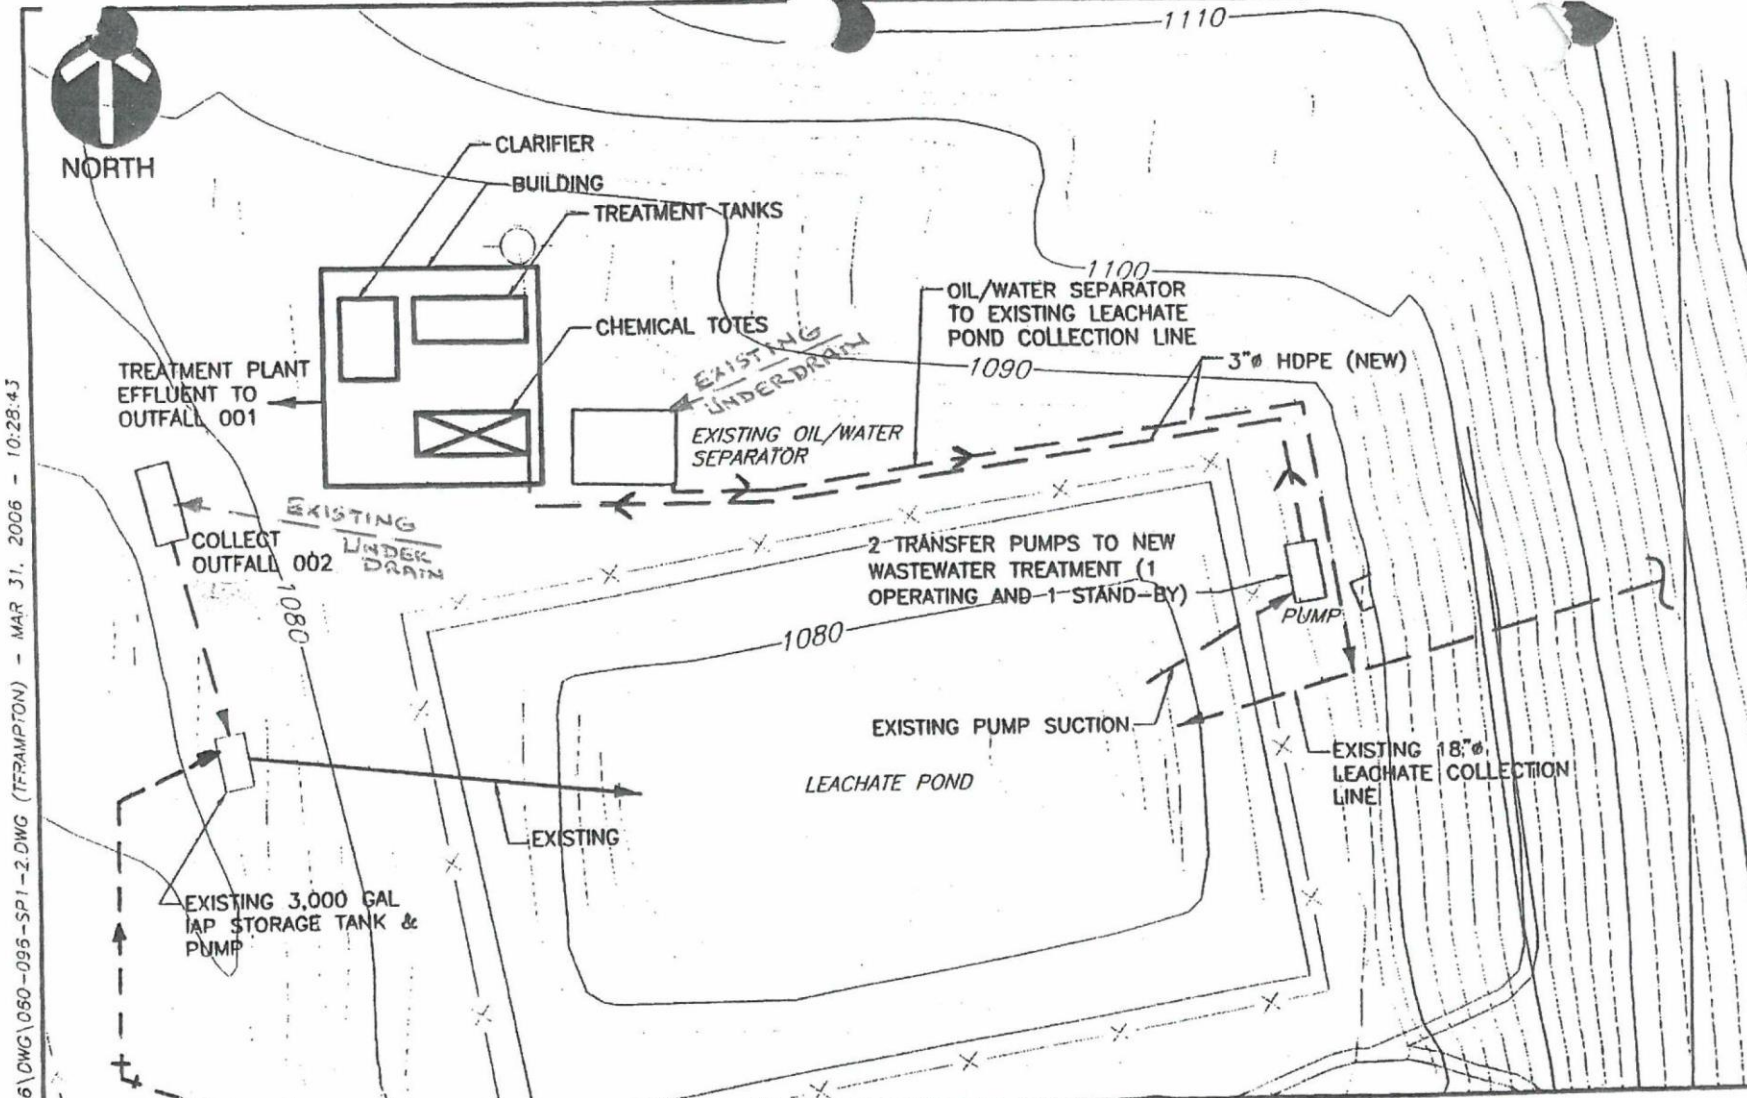 1110
NORTH
CLARIFIER
BUILDING
TREATMENT TANKS
1100
OIL/WATER SEPARATOR
TO EXISTING LEACHATE
POND COLLECTION LINE
CHEMICAL TOTES
EXISTING
UNDERDRAIN
1090
3"ø HDPE (NEW)
TREATMENT PLANT
EFFLUENT TO
OUTFALL 001
EXISTING OIL/WATER
SEPARATOR
EXISTING
UNDER
DRAIN
COLLECT
OUTFALL 002
1080
2 TRANSFER PUMPS TO NEW
WASTEWATER TREATMENT (1
OPERATING AND 1 STAND-BY)
PUMP
1080
EXISTING PUMP SUCTION
LEACHATE POND
EXISTING 18"ø
LEACHATE COLLECTION
LINE
EXISTING
EXISTING 3,000 GAL
IAP STORAGE TANK &
PUMP
6\DWG\050-096-SP1-2.DWG (TFRAMPTON) - MAR 31, 2006 - 10:28:43